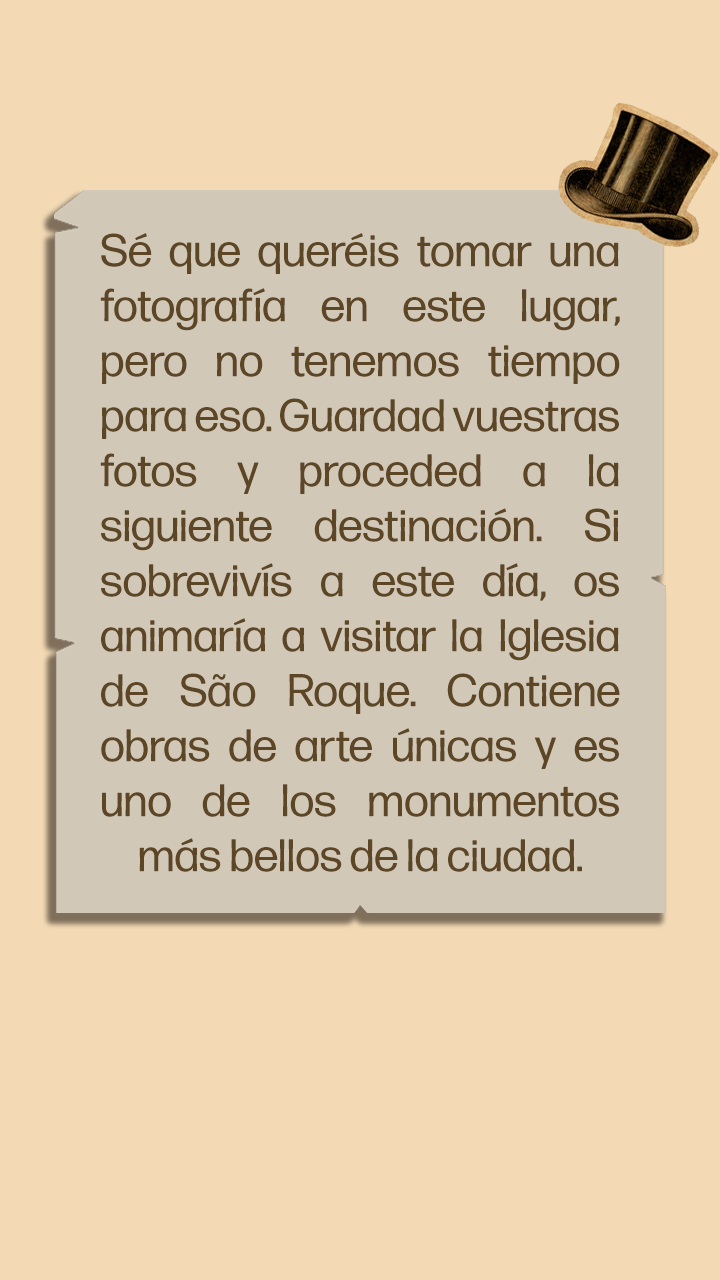 Sé que queréis tomar una
fotografía en este lugar,
pero no tenemos tiempo
para eso. Guardad vuestras
fotos y proceded a la
siguiente destinación. Si
sobrevivís a este día, os
animaría a visitar la Iglesia
de São Roque. Contiene
obras de arte únicas y es
uno de los monumentos
más bellos de la ciudad.